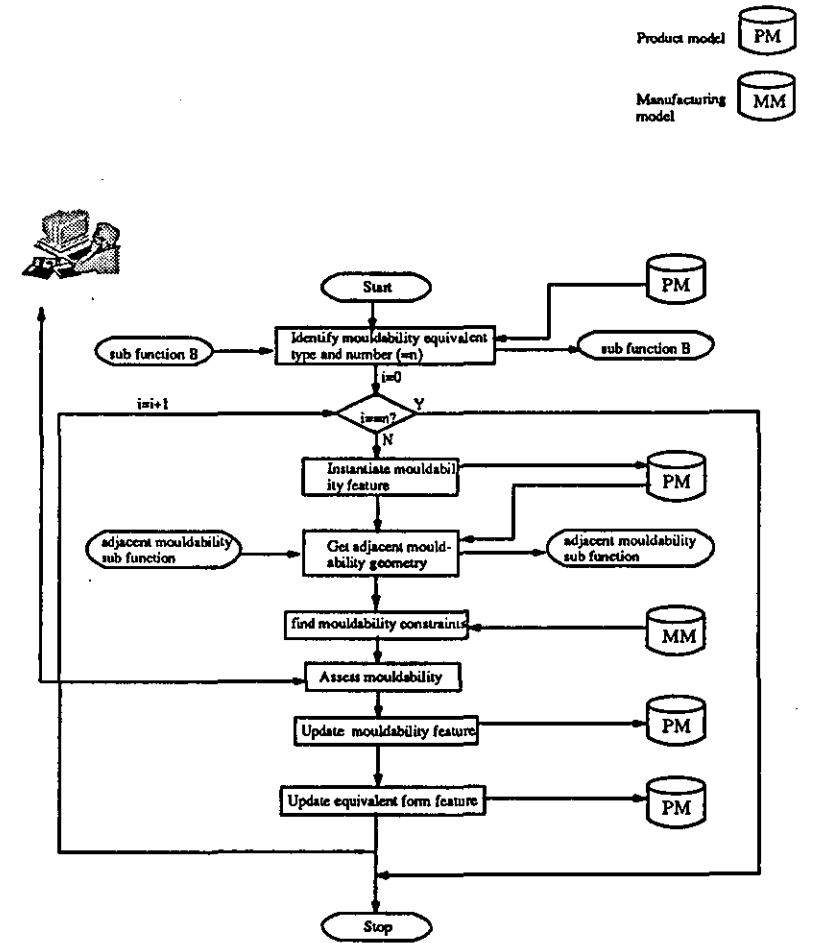 Product model
PM
Manufacturing
model
MM
Start
PM
sub function B
Identify mouldability equivalent
type and number (=n)
sub function B
i=0
i=i+1
i==n?
Y
N
Instantiate mouldabil
ity feature
PM
adjacent mouldability
sub function
Get adjacent mould-
ability geometry
adjacent mouldability
sub function
find mouldability constraints
MM
Assess mouldability
Update mouldability feature
PM
Update equivalent form feature
PM
Stop